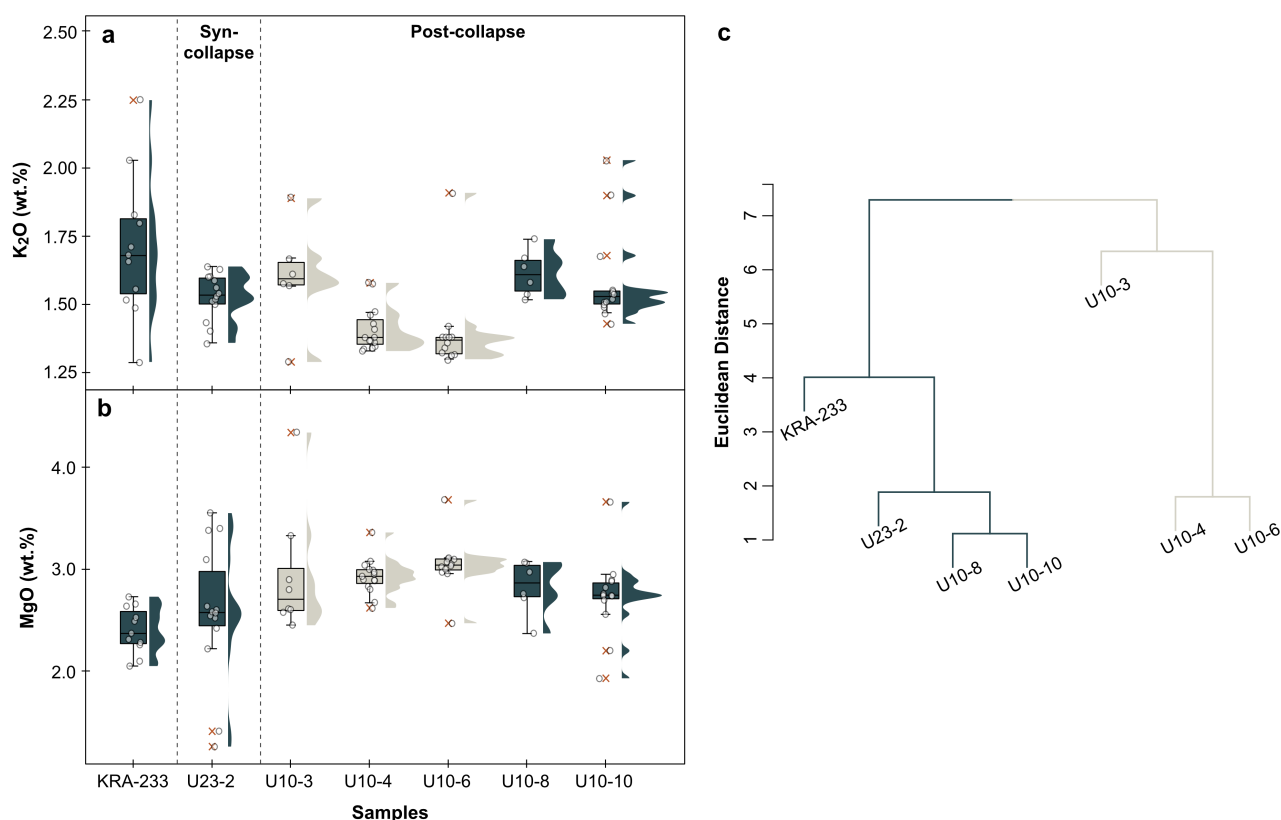 a
Syn-
collapse
Post-collapse
2.50
2.25
2.00
1.75
1.50
1.25
K2O (wt.%)
b
4.0
3.0
2.0
MgO (wt.%)
KRA-233 U23-2 U10-3 U10-4 U10-6 U10-8 U10-10
Samples
c
Euclidean Distance
7
6
5
4
3
2
1
U10-3
KRA-233
U23-2
U10-4
U10-6
U10-8
U10-10